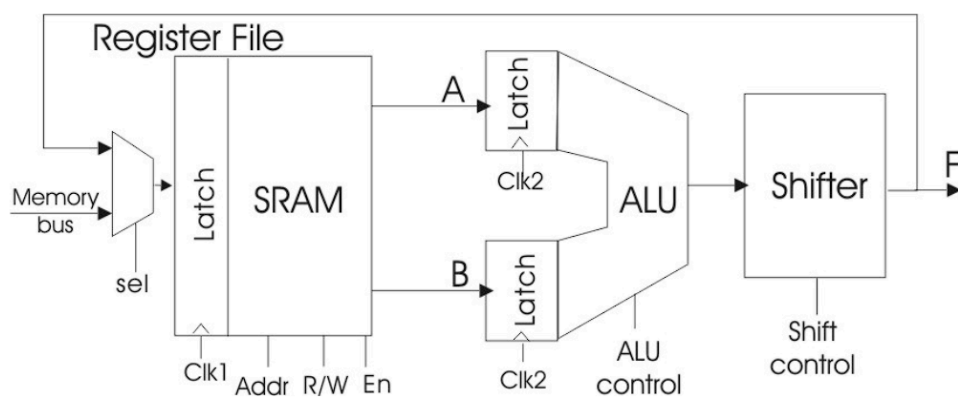 Register File
Memory
bus
sel
Latch
SRAM
Clk1
Addr
R/W
En
A
B
Latch
Clk2
Latch
Clk2
ALU
ALU
control
Shifter
Shift
control
F